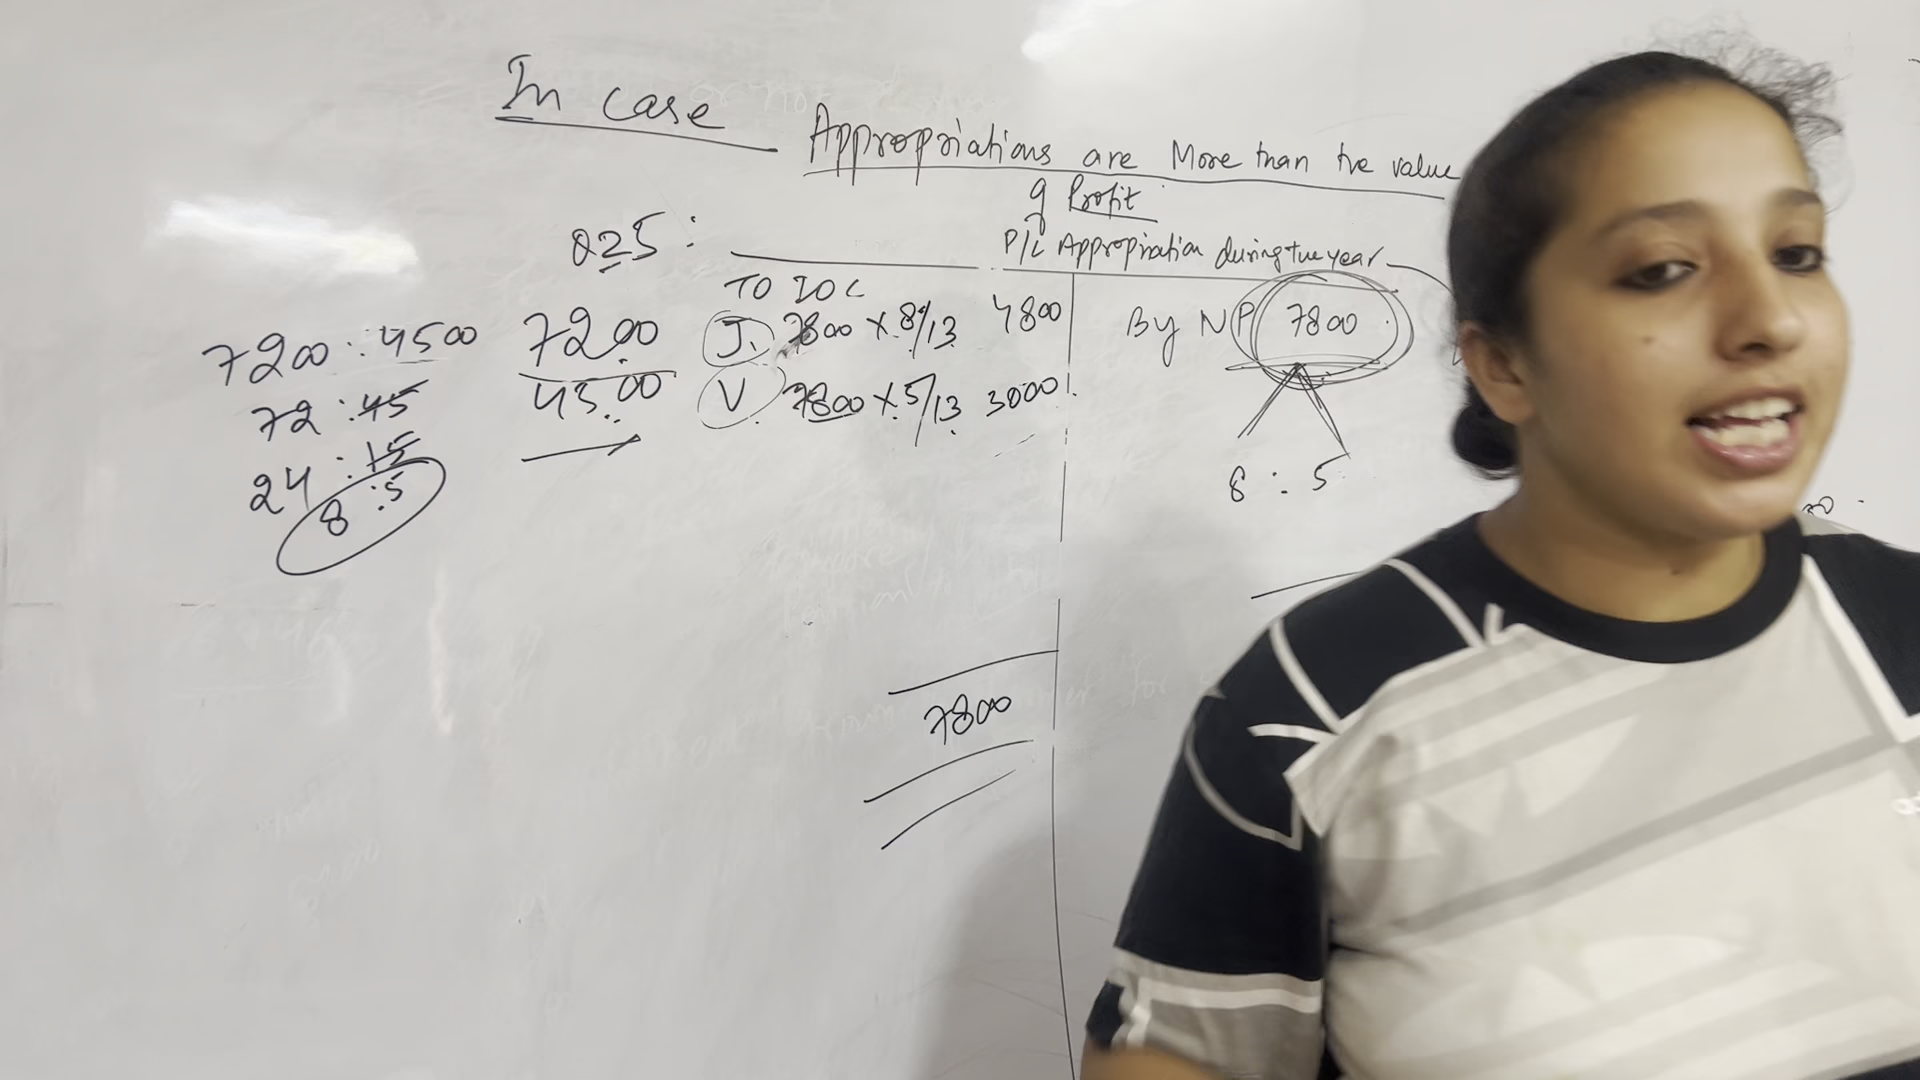 In case
Appropriations are More than the value
of Profit
Q25 :
P/L Appropriation during the year
TO IOC
7200 : 4500
7200
J. 7800 X 8/13 4800
By NP 7800
72 : 45
4500
V 7800 X 5/13 3000
24 : 15
8 : 5
8 : 5
7800